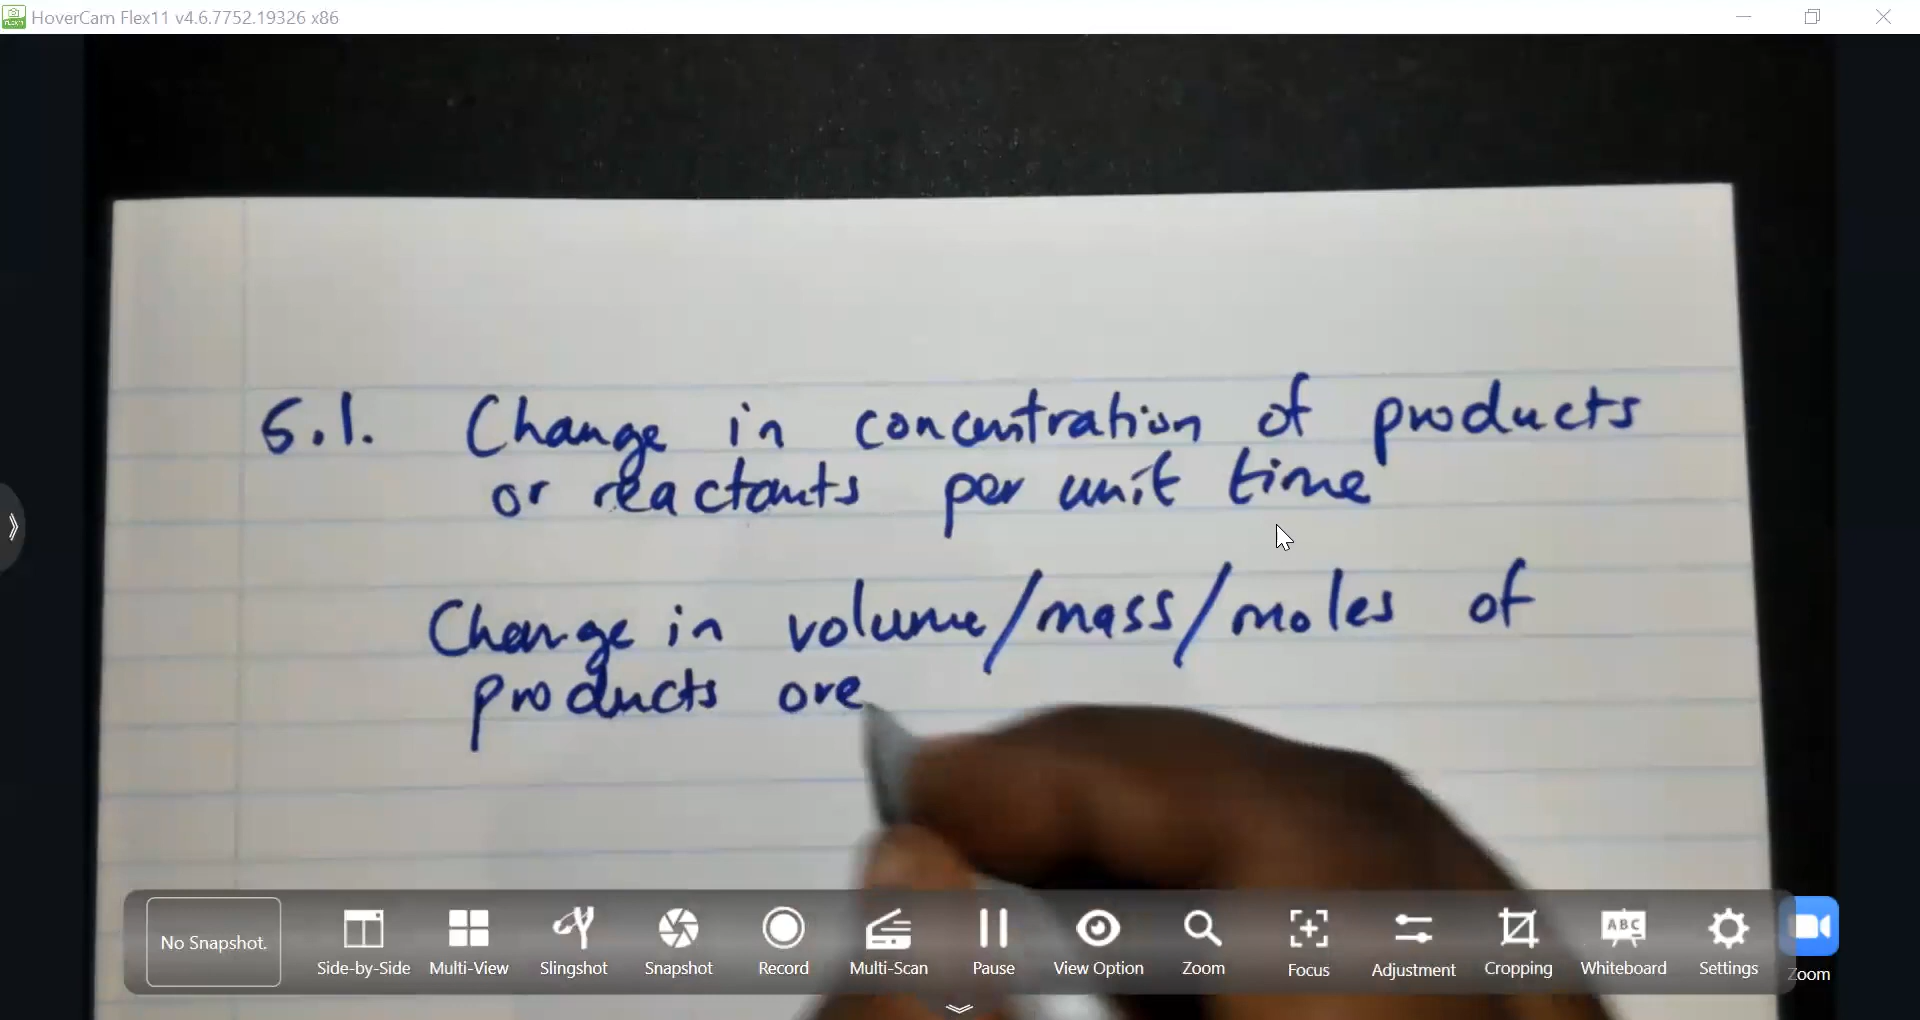 HoverCam Flex11 v4.6.7752.19326 x86
5.1. Change in concentration of products
or reactants per unit time
Change in volume/mass/moles of
products ore
No Snapshot.
Side-by-Side Multi-View Slingshot Snapshot Record Multi-Scan Pause View Option Zoom Focus Adjustment Cropping Whiteboard Settings Zoom
ABC